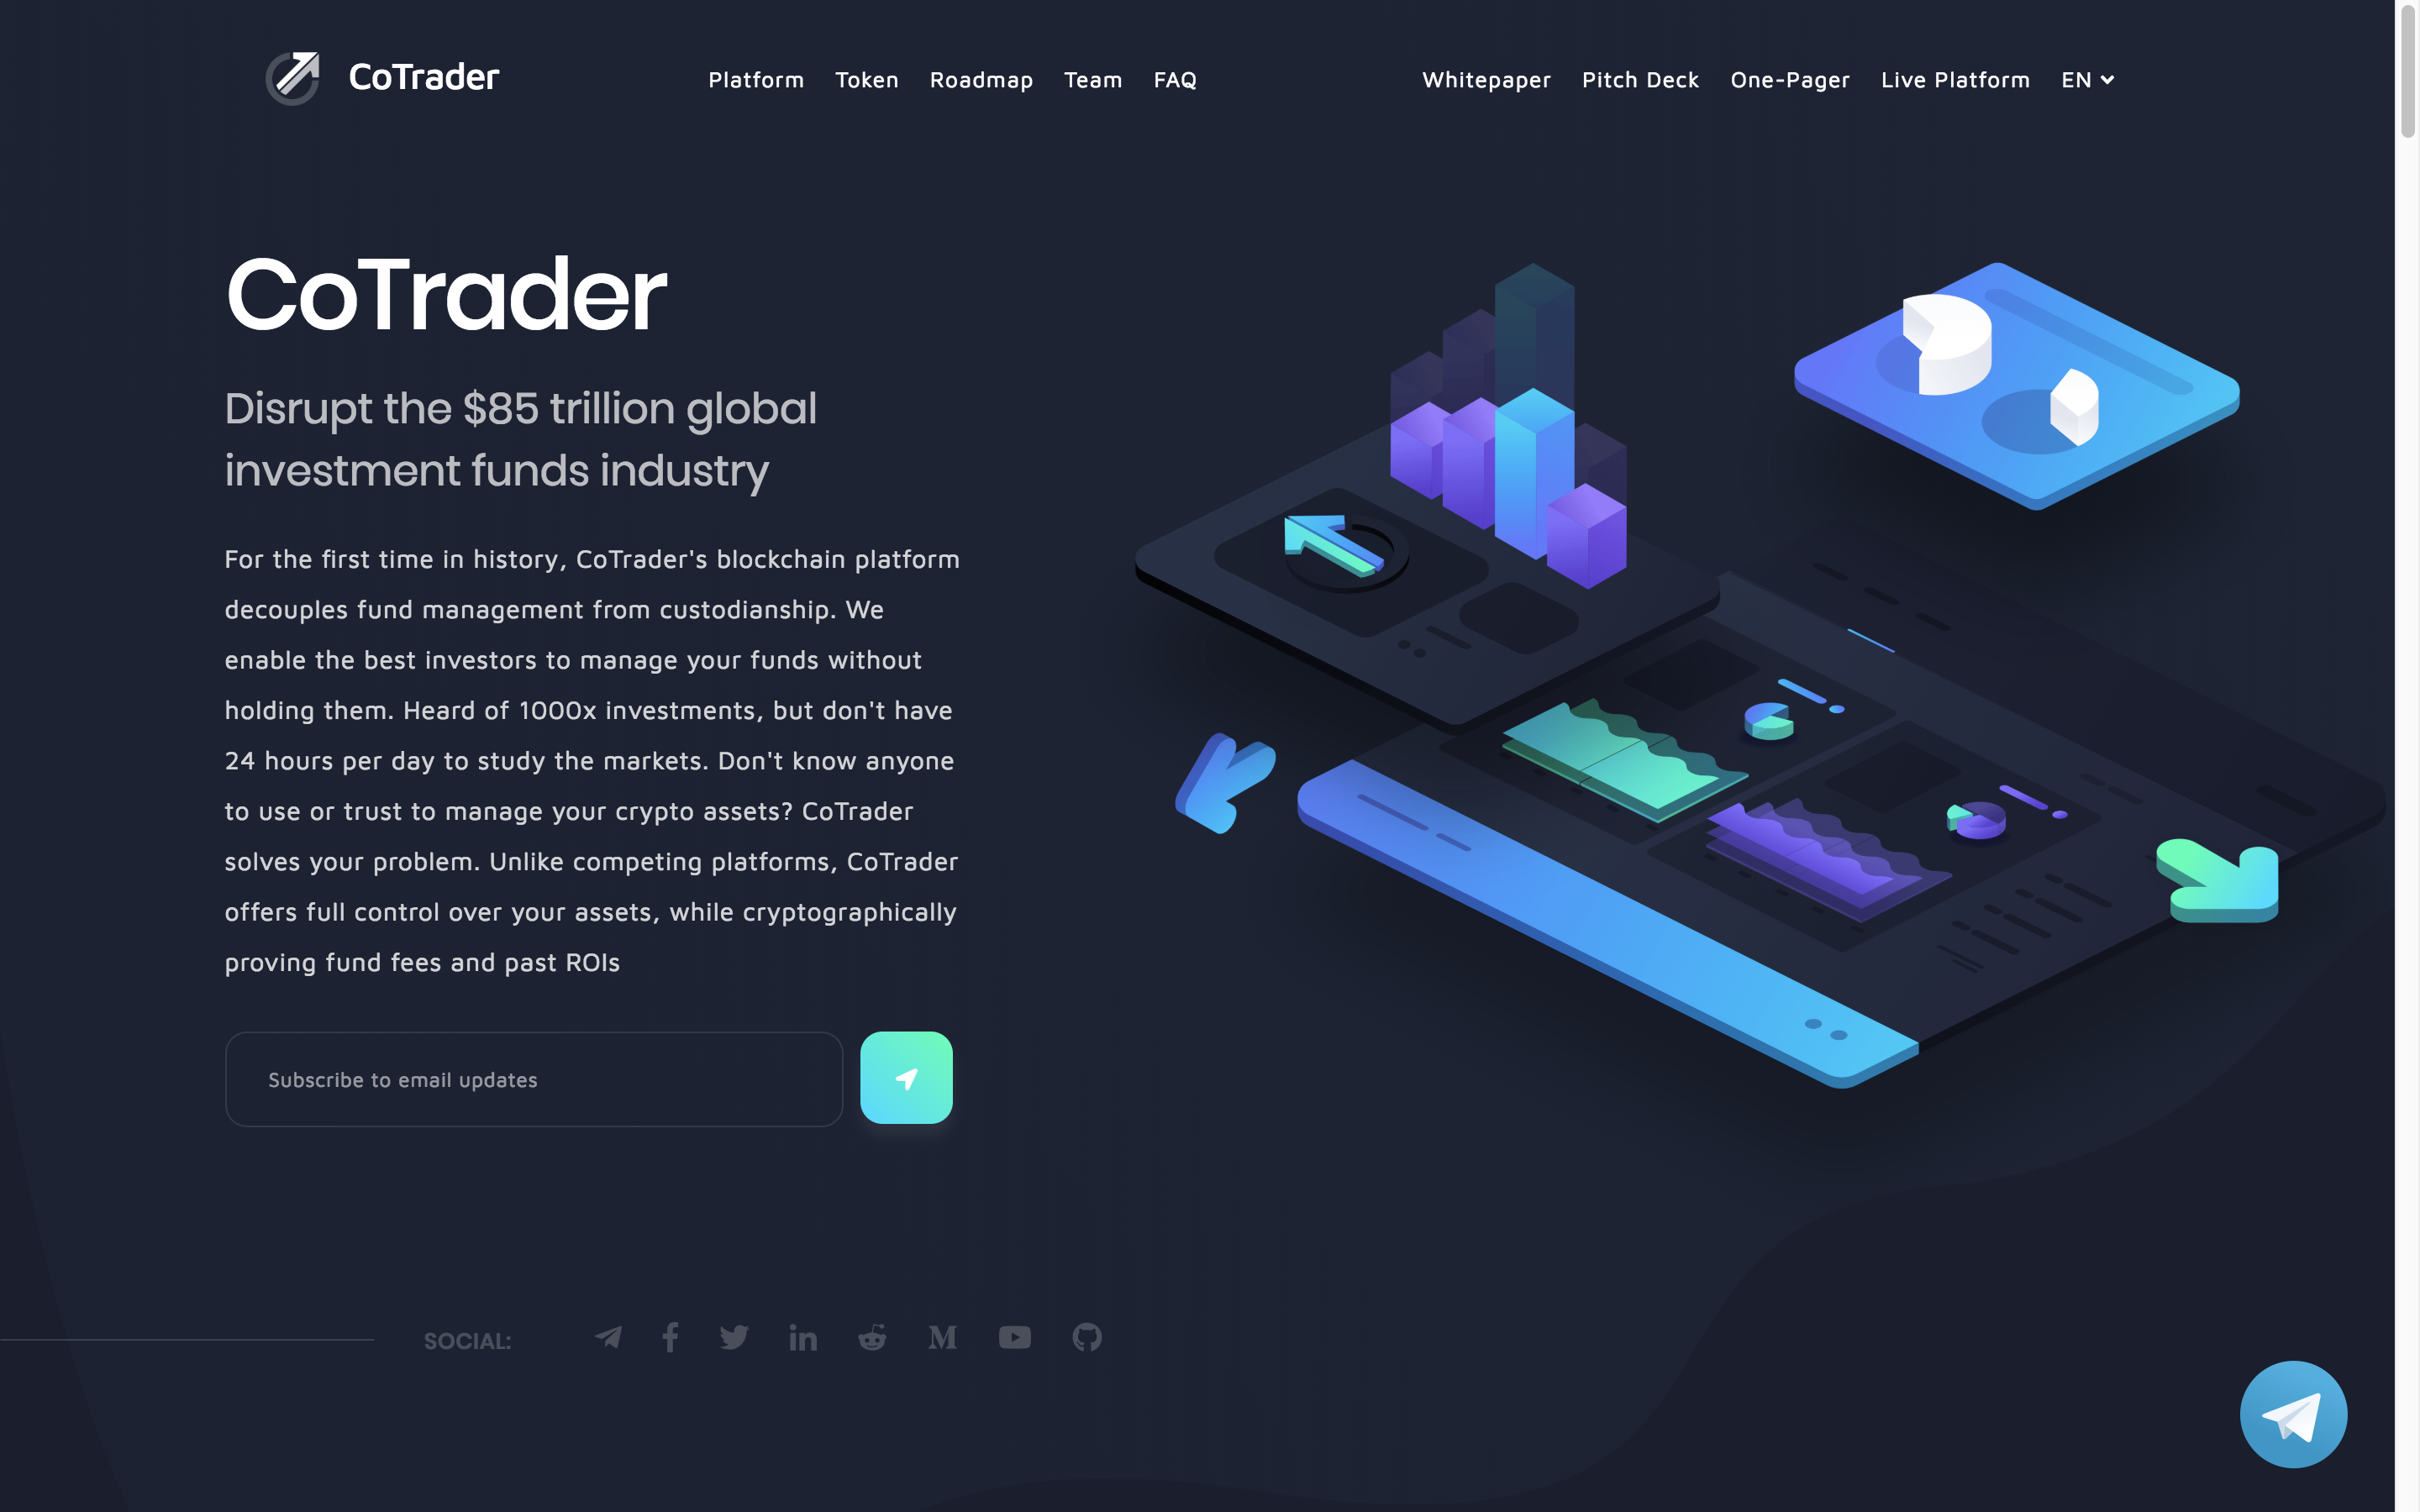 CoTrader
Platform Token Roadmap Team FAQ
Whitepaper Pitch Deck One-Pager Live Platform EN
CoTrader
Disrupt the $85 trillion global
investment funds industry
For the first time in history, CoTrader's blockchain platform
decouples fund management from custodianship. We
enable the best investors to manage your funds without
holding them. Heard of 1000x investments, but don't have
24 hours per day to study the markets. Don't know anyone
to use or trust to manage your crypto assets? CoTrader
solves your problem. Unlike competing platforms, CoTrader
offers full control over your assets, while cryptographically
proving fund fees and past ROIs
Subscribe to email updates
SOCIAL: